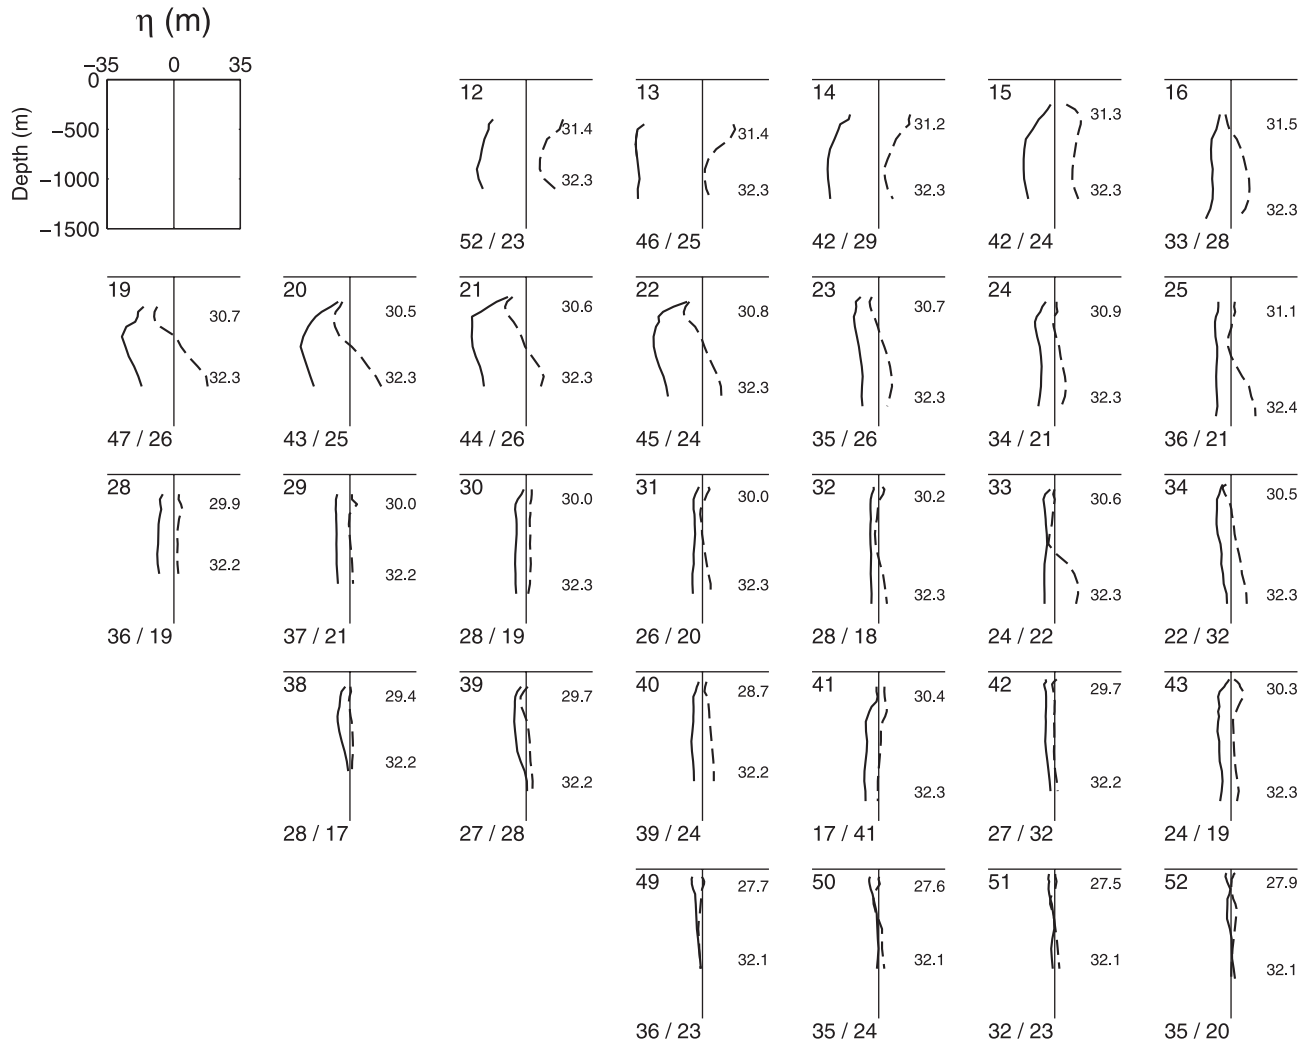 η (m)
−35 0 35
0
−500
−1000
−1500
Depth (m)
12 13 14 15 16
31.4 31.4 31.2 31.3 31.5
32.3 32.3 32.3 32.3 32.3
52 / 23 46 / 25 42 / 29 42 / 24 33 / 28
19 20 21 22 23 24 25
30.7 30.5 30.6 30.8 30.7 30.9 31.1
32.3 32.3 32.3 32.3 32.3 32.3 32.4
47 / 26 43 / 25 44 / 26 45 / 24 35 / 26 34 / 21 36 / 21
28 29 30 31 32 33 34
29.9 30.0 30.0 30.0 30.2 30.6 30.5
32.2 32.2 32.3 32.3 32.3 32.3 32.3
36 / 19 37 / 21 28 / 19 26 / 20 28 / 18 24 / 22 22 / 32
38 39 40 41 42 43
29.4 29.7 28.7 30.4 29.7 30.3
32.2 32.2 32.2 32.3 32.2 32.3
28 / 17 27 / 28 39 / 24 17 / 41 27 / 32 24 / 19
49 50 51 52
27.7 27.6 27.5 27.9
32.1 32.1 32.1 32.1
36 / 23 35 / 24 32 / 23 35 / 20